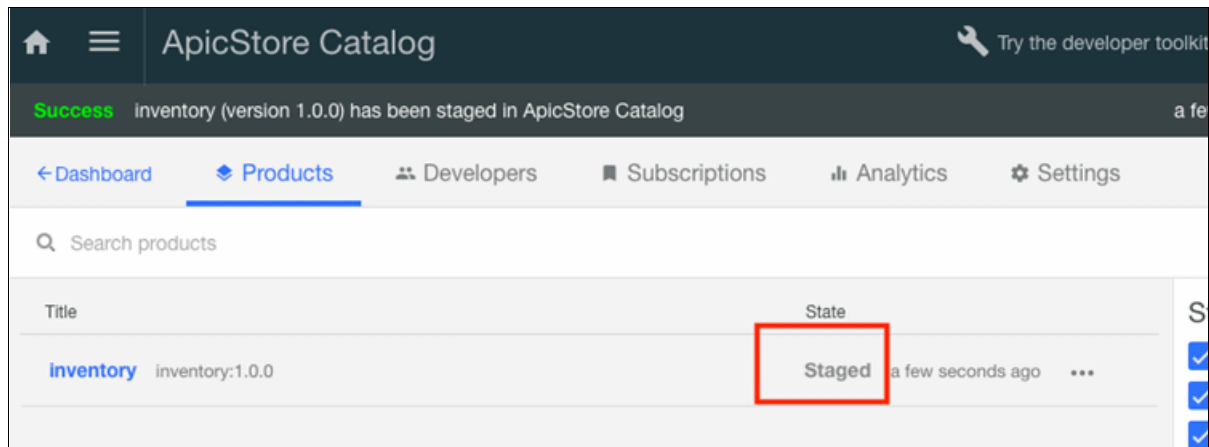 ApicStore Catalog Try the developer toolkit
Success inventory (version 1.0.0) has been staged in ApicStore Catalog a fe
Dashboard Products Developers Subscriptions Analytics Settings
Search products
Title State S
inventory inventory:1.0.0 Staged a few seconds ago ...